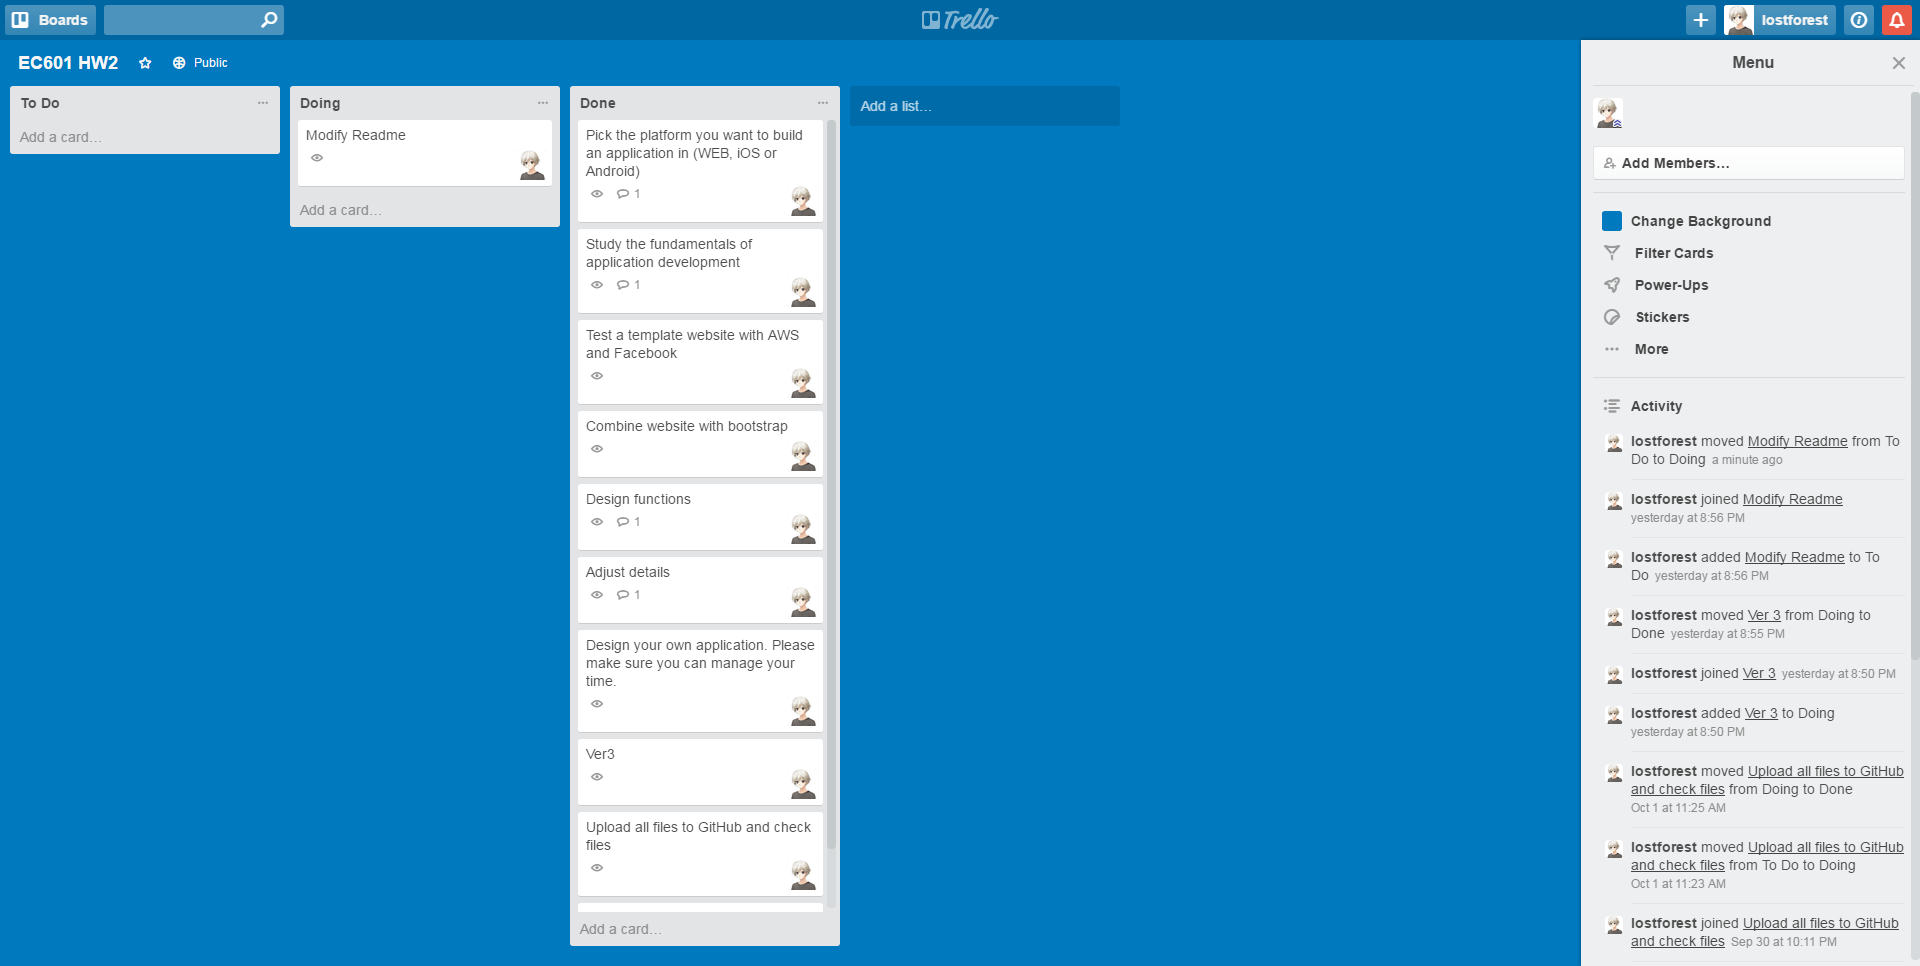 Boards
Trello
lostforest
EC601 HW2
Public
To Do
Add a card…
Doing
Modify Readme
Add a card…
Done
Pick the platform you want to build
an application in (WEB, iOS or
Android)
1
Study the fundamentals of
application development
1
Test a template website with AWS
and Facebook
Combine website with bootstrap
Design functions
1
Adjust details
1
Design your own application. Please
make sure you can manage your
time.
Ver3
Upload all files to GitHub and check
files
Add a card…
Add a list…
Menu
Add Members…
Change Background
Filter Cards
Power-Ups
Stickers
More
Activity
lostforest moved Modify Readme from To
Do to Doing a minute ago
lostforest joined Modify Readme
yesterday at 8:56 PM
lostforest added Modify Readme to To
Do yesterday at 8:56 PM
lostforest moved Ver 3 from Doing to
Done yesterday at 8:55 PM
lostforest joined Ver 3 yesterday at 8:50 PM
lostforest added Ver 3 to Doing
yesterday at 8:50 PM
lostforest moved Upload all files to GitHub
and check files from Doing to Done
Oct 1 at 11:25 AM
lostforest moved Upload all files to GitHub
and check files from To Do to Doing
Oct 1 at 11:23 AM
lostforest joined Upload all files to GitHub
and check files Sep 30 at 10:11 PM